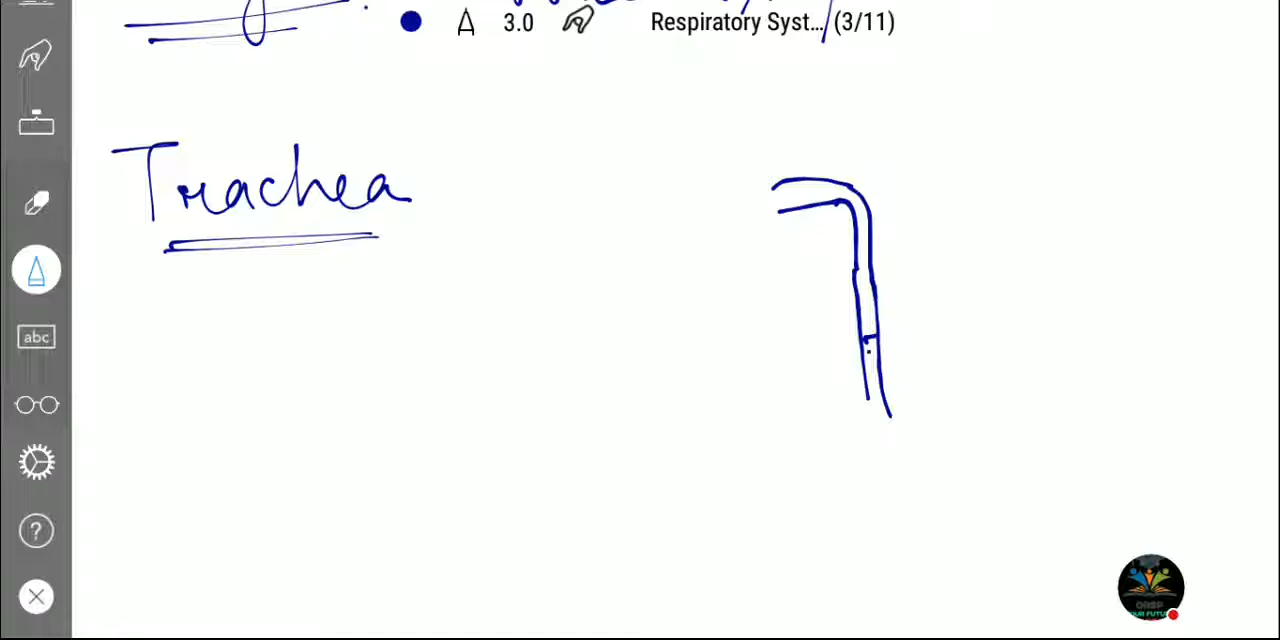 3.0 Respiratory Syst... (3/11)
Trachea
abc
?